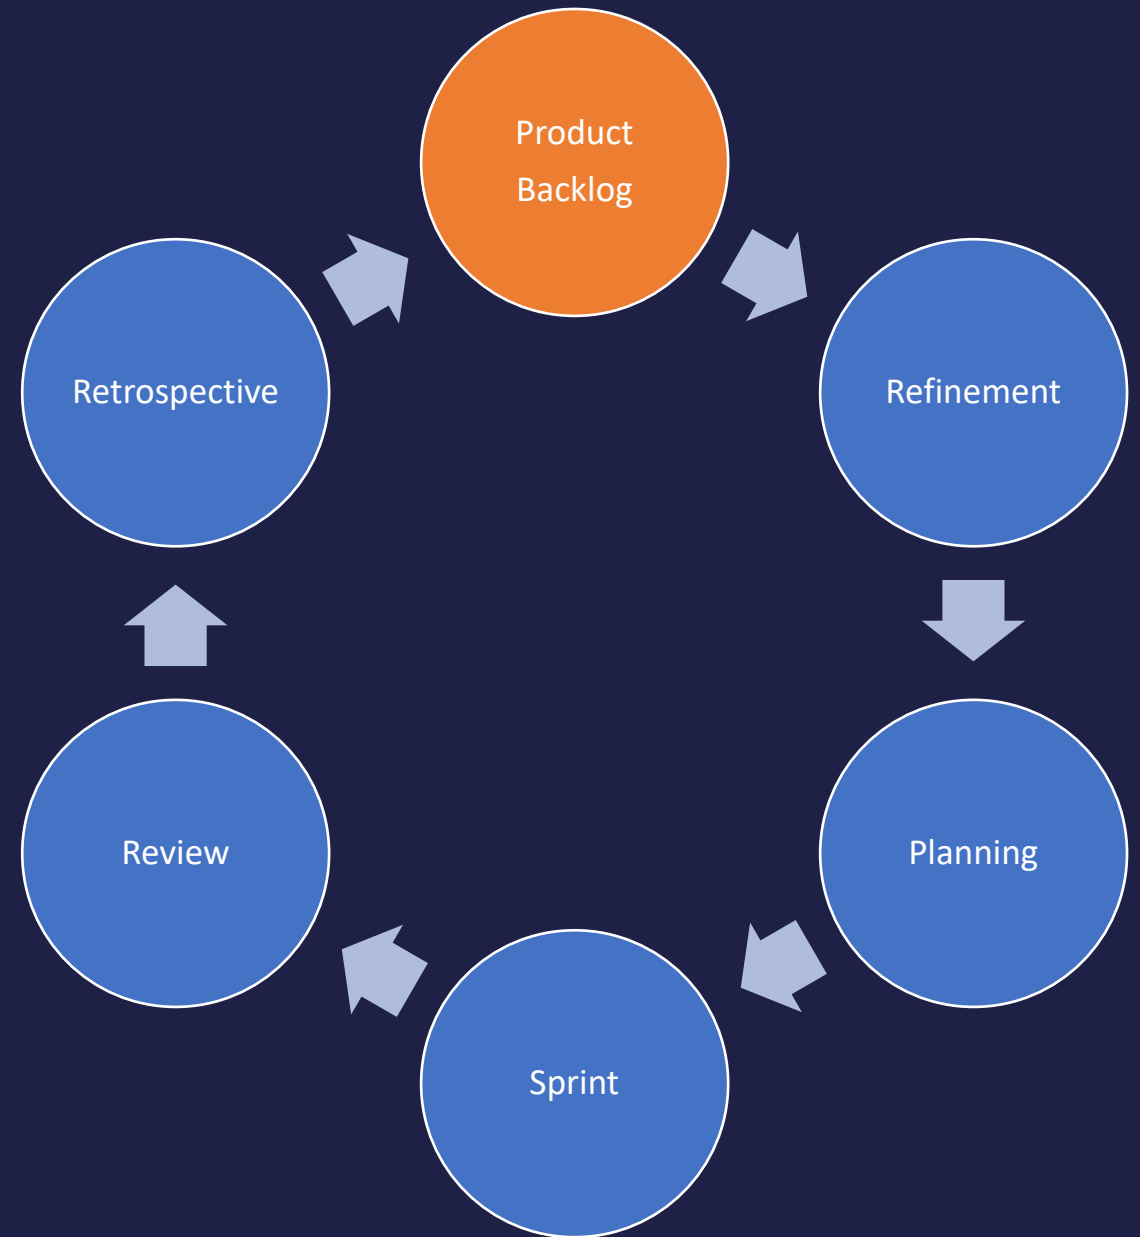 Product
Backlog
Refinement
Planning
Sprint
Review
Retrospective